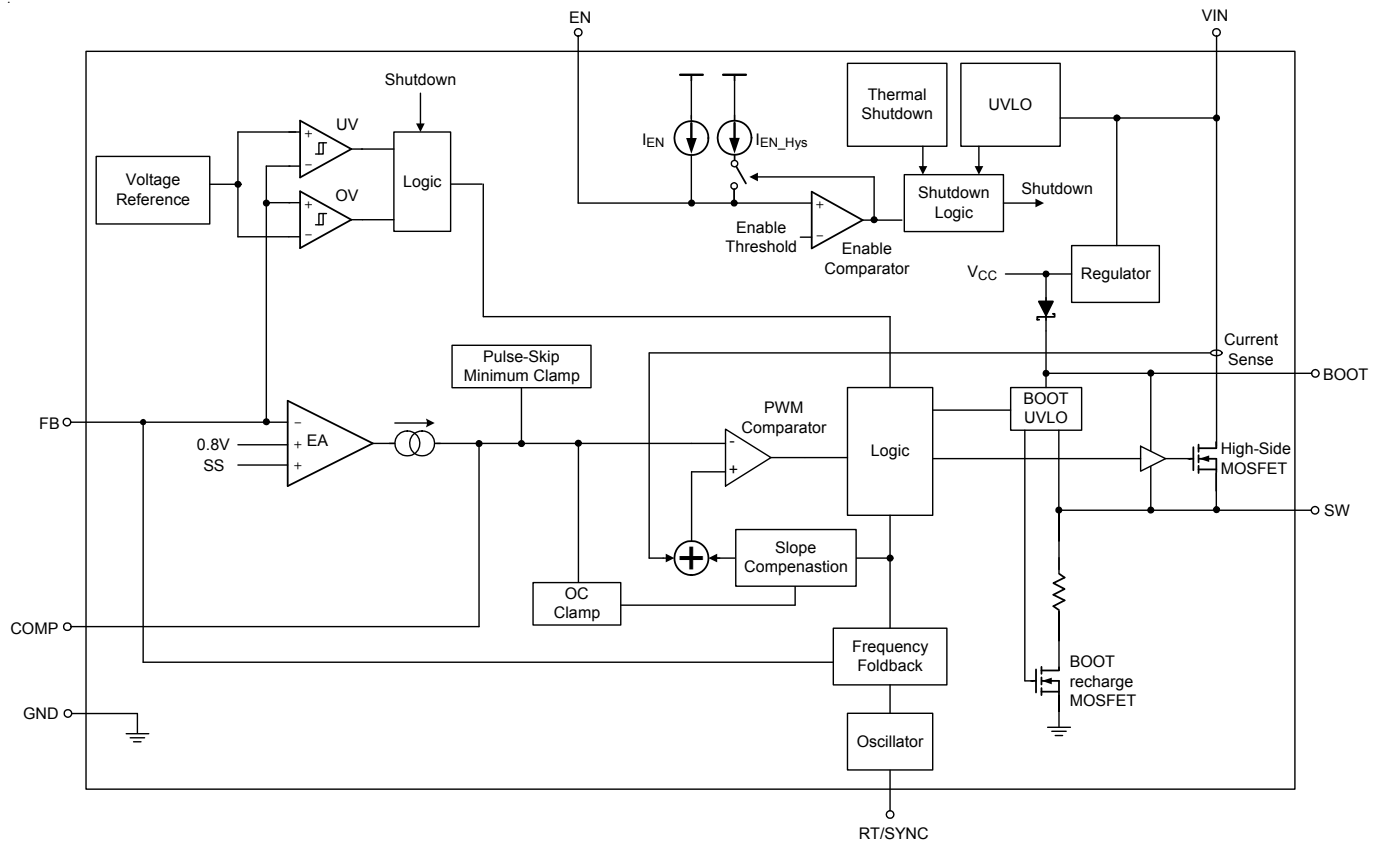 EN
VIN
Shutdown
UV
Voltage
Reference
Logic
OV
IEN
IEN_Hys
Thermal
Shutdown
UVLO
Shutdown
Logic
Shutdown
Enable
Threshold
Enable
Comparator
VCC
Regulator
Current
Sense
BOOT
Pulse-Skip
Minimum Clamp
BOOT
UVLO
FB
0.8V
SS
EA
PWM
Comparator
Logic
High-Side
MOSFET
SW
Slope
Compenastion
OC
Clamp
COMP
Frequency
Foldback
BOOT
recharge
MOSFET
GND
Oscillator
RT/SYNC